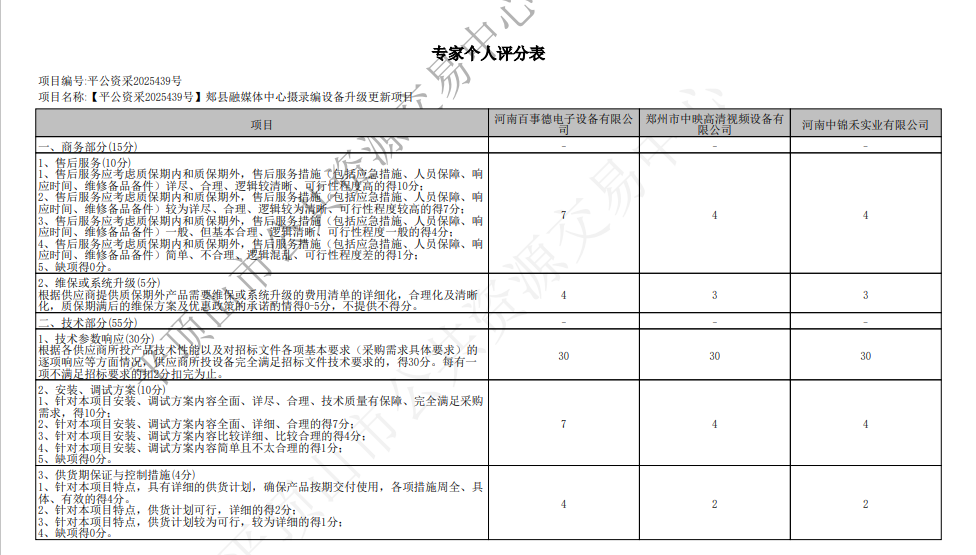 专家个人评分表
项目编号:平公资采2025439号
项目名称:【平公资采2025439号】郏县融媒体中心摄录编设备升级更新项目
项目 河南百事德电子设备有限公司 郑州市中映高清视频设备有限公司 河南中锦禾实业有限公司
一、商务部分(15分) - - -
1、售后服务(10分)
1、售后服务应考虑质保期内和质保期外，售后服务措施（包括应急措施、人员保障、响
应时间、维修备品备件）详尽、合理、逻辑较清晰、可行性程度高的得10分；
2、售后服务应考虑质保期内和质保期外，售后服务措施（包括应急措施、人员保障、响
应时间、维修备品备件）较为详尽、合理、逻辑较为清晰、可行性程度较高的得7分；
3、售后服务应考虑质保期内和质保期外，售后服务措施（包括应急措施、人员保障、响
应时间、维修备品备件）一般、但基本合理、逻辑清晰、可行性程度一般的得4分；
4、售后服务应考虑质保期内和质保期外，售后服务措施（包括应急措施、人员保障、响
应时间、维修备品备件）简单、不合理、逻辑混乱、可行性程度差的得1分；
5、缺项得0分。
7 4 4
2、维保或系统升级(5分)
根据供应商提供质保期外产品需要维保或系统升级的费用清单的详细化，合理化及清晰
化，质保期满后的维保方案及优惠政策的承诺酌情得0-5分，不提供不得分。
4 3 3
二、技术部分(55分) - - -
1、技术参数响应(30分)
根据各供应商所投产品技术性能以及对招标文件各项基本要求（采购需求具体要求）的
逐项响应等方面情况，供应商所投设备完全满足招标文件技术要求的，得30分。每有一
项不满足招标要求的扣2分扣完为止。
30 30 30
2、安装、调试方案(10分)
1、针对本项目安装、调试方案内容全面、详尽、合理、技术质量有保障、完全满足采购
需求，得10分；
2、针对本项目安装、调试方案内容全面、详细、合理的得7分；
3、针对本项目安装、调试方案内容比较详细、比较合理的得4分；
4、针对本项目安装、调试方案内容简单且不太合理的得1分；
5、缺项得0分。
7 4 4
3、供货期保证与控制措施(4分)
1、针对本项目特点，具有详细的供货计划，确保产品按期交付使用，各项措施周全、具
体、有效的得4分。
2、针对本项目特点，供货计划可行，详细的得2分；
3、针对本项目特点，供货计划较为可行，较为详细的得1分；
4、缺项得0分。
4 2 2
平顶山市公共资源交易中心
平顶山市公共资源交易中心